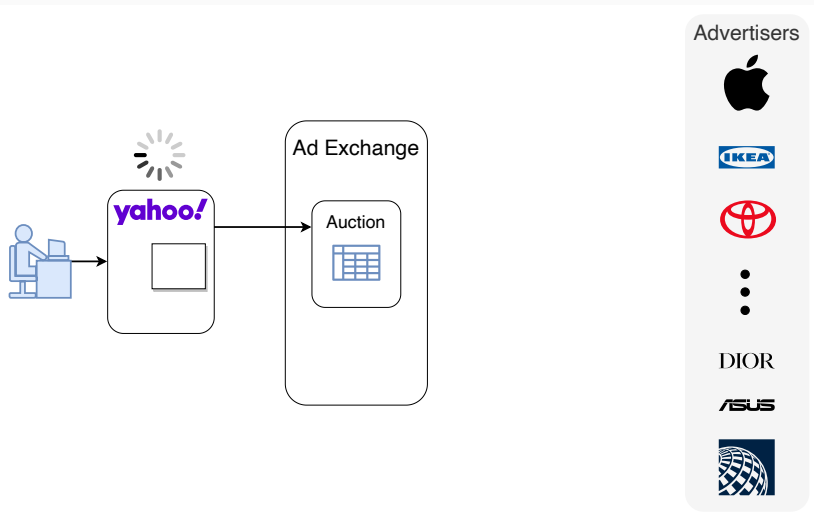 Advertisers
IKEA
yahoo!
Ad Exchange
Auction
DIOR
ASUS